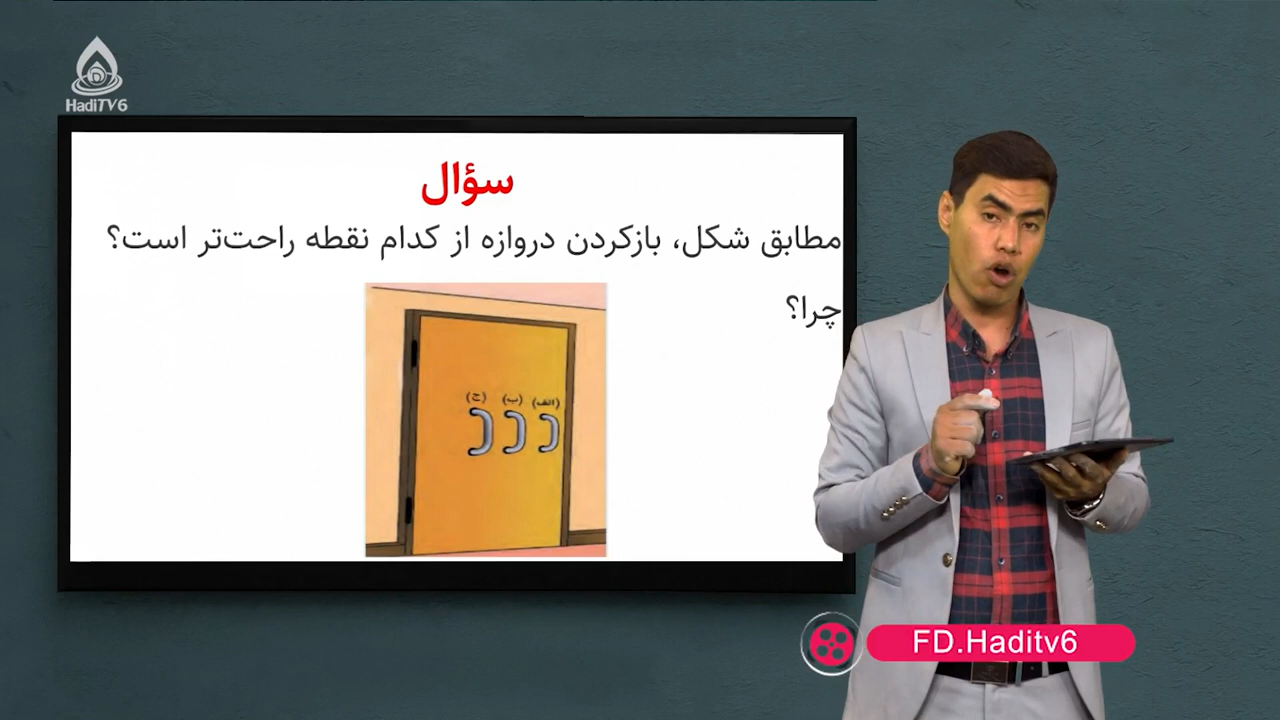 HadiTV6
سؤال
مطابق شکل، بازکردن دروازه از کدام نقطه راحت‌تر است؟
چرا؟
(الف) (ب) (ج)
FD.Haditv6